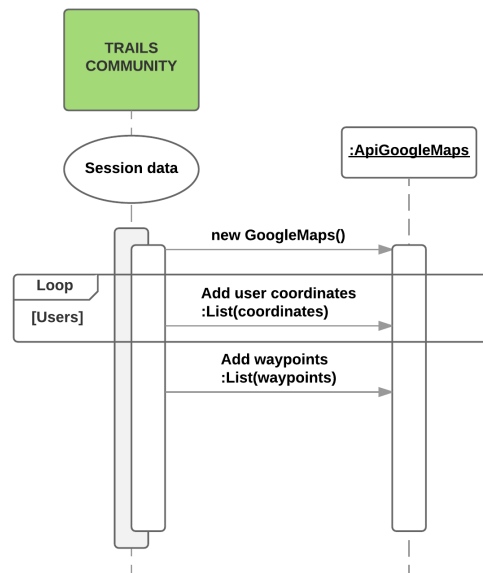 TRAILS
COMMUNITY
Session data
:ApiGoogleMaps
new GoogleMaps()
Loop
[Users]
Add user coordinates
:List(coordinates)
Add waypoints
:List(waypoints)